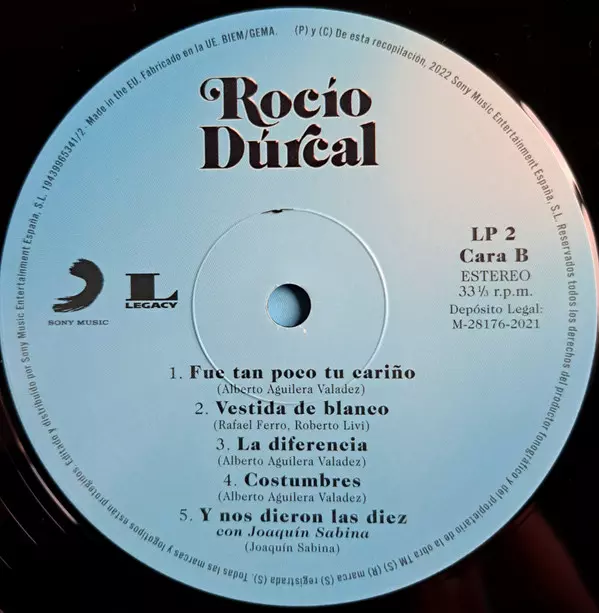 (P) y (C) De esta recopilación, 2022 Sony Music Entertainment España, S.L. Reservados todos los derechos del productor fonográfico y del propietario de la obra TM (S) (R) marca (s) registrada (S). Todas las marcas y logotipos están protegidos. Editado y distribuido por Sony Music Entertainment España, S.L. 19439965341/2. Made in the EU. Fabricado en la UE. BIEM/GEMA.
Rocío
Dúrcal
LP 2
Cara B
ESTEREO
33 ⅓ r.p.m.
Depósito Legal:
M-28176-2021
SONY MUSIC
L
LEGACY
1. Fue tan poco tu cariño
(Alberto Aguilera Valadez)
2. Vestida de blanco
(Rafael Ferro, Roberto Livi)
3. La diferencia
(Alberto Aguilera Valadez)
4. Costumbres
(Alberto Aguilera Valadez)
5. Y nos dieron las diez
con Joaquín Sabina
(Joaquín Sabina)